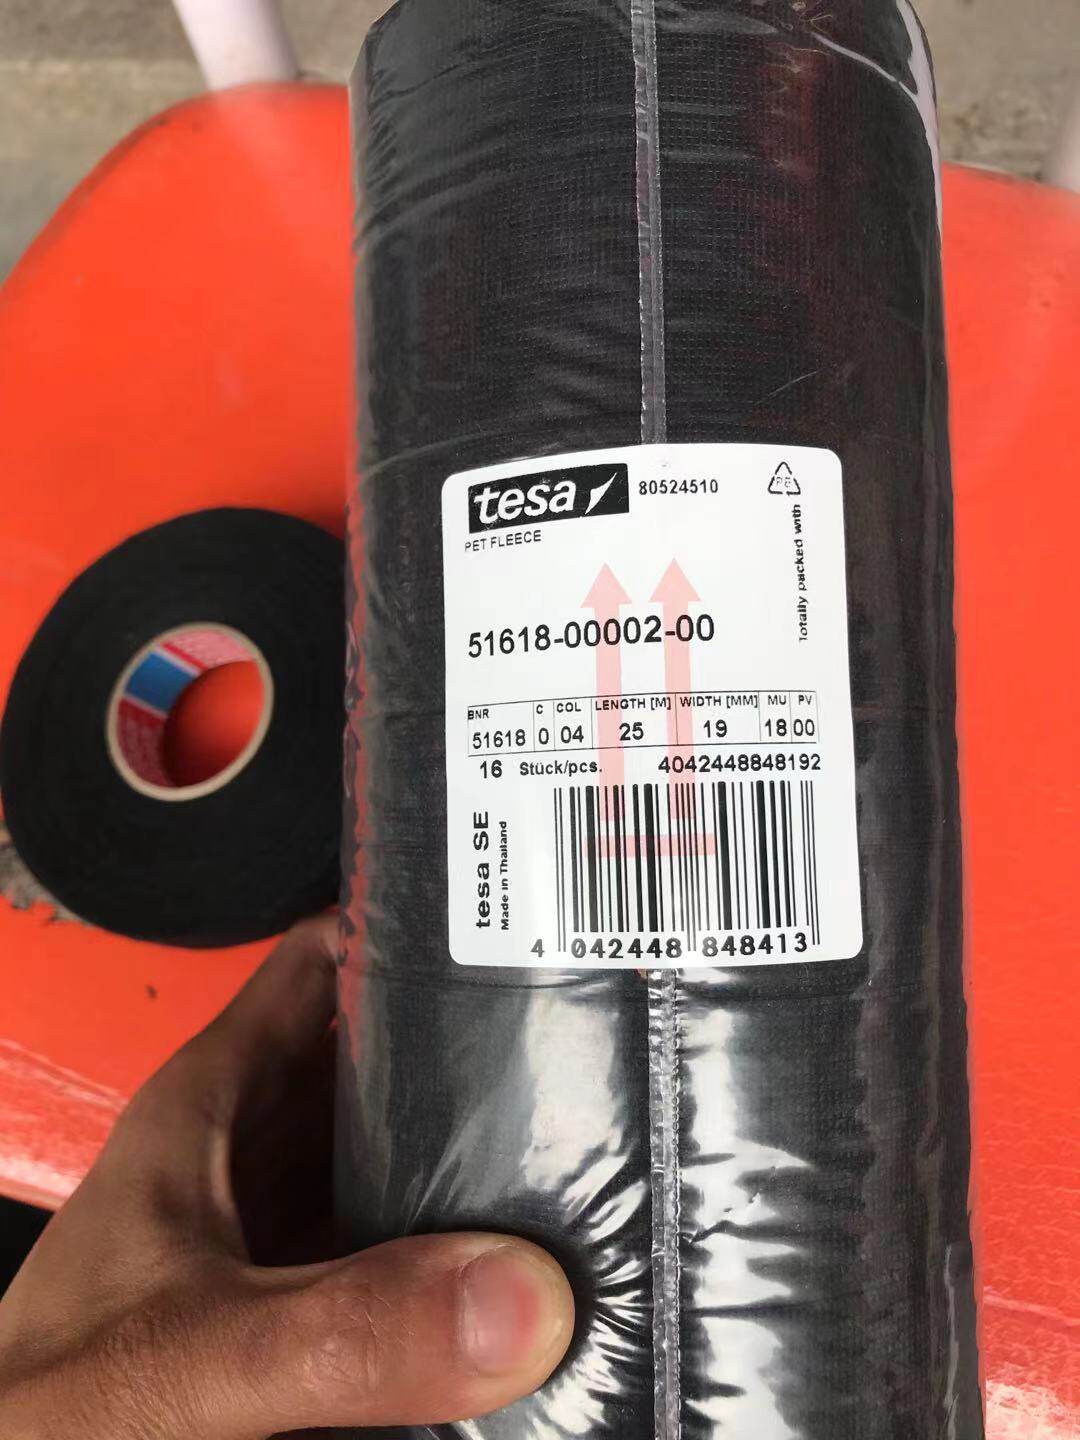 tesa
80524510
PE
PET FLEECE
Totally packed with
51618-00002-00
BNR C COL LENGTH [M] WIDTH [MM] MU PV
51618 0 04 25 19 18 00
16 Stück/pcs. 4042448848192
tesa SE
Made in Thailand
4 042448 848413